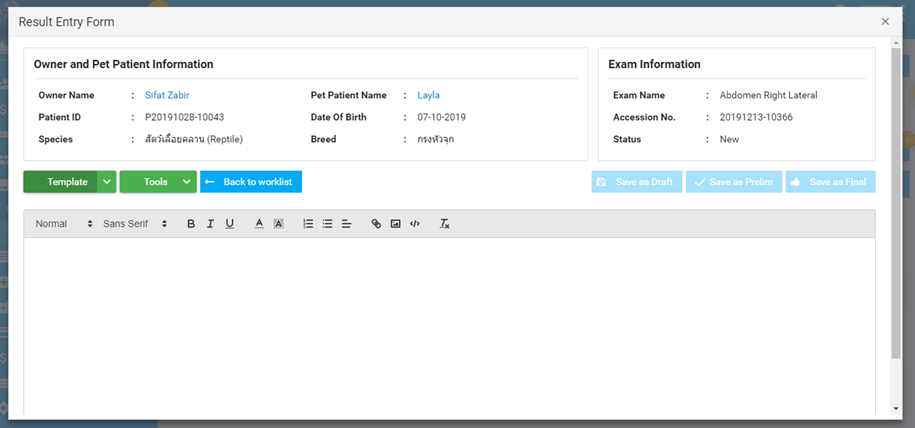 Result Entry Form
Owner and Pet Patient Information
Owner Name : Sifat Zabir Pet Patient Name : Layla
Patient ID : P20191028-10043 Date Of Birth : 07-10-2019
Species : สัตว์เลื้อยคลาน (Reptile) Breed : กรงหัวจุก
Exam Information
Exam Name : Abdomen Right Lateral
Accession No. : 20191213-10366
Status : New
Template Tools Back to worklist Save as Draft Save as Prelim Save as Final
Normal Sans Serif B I U A A